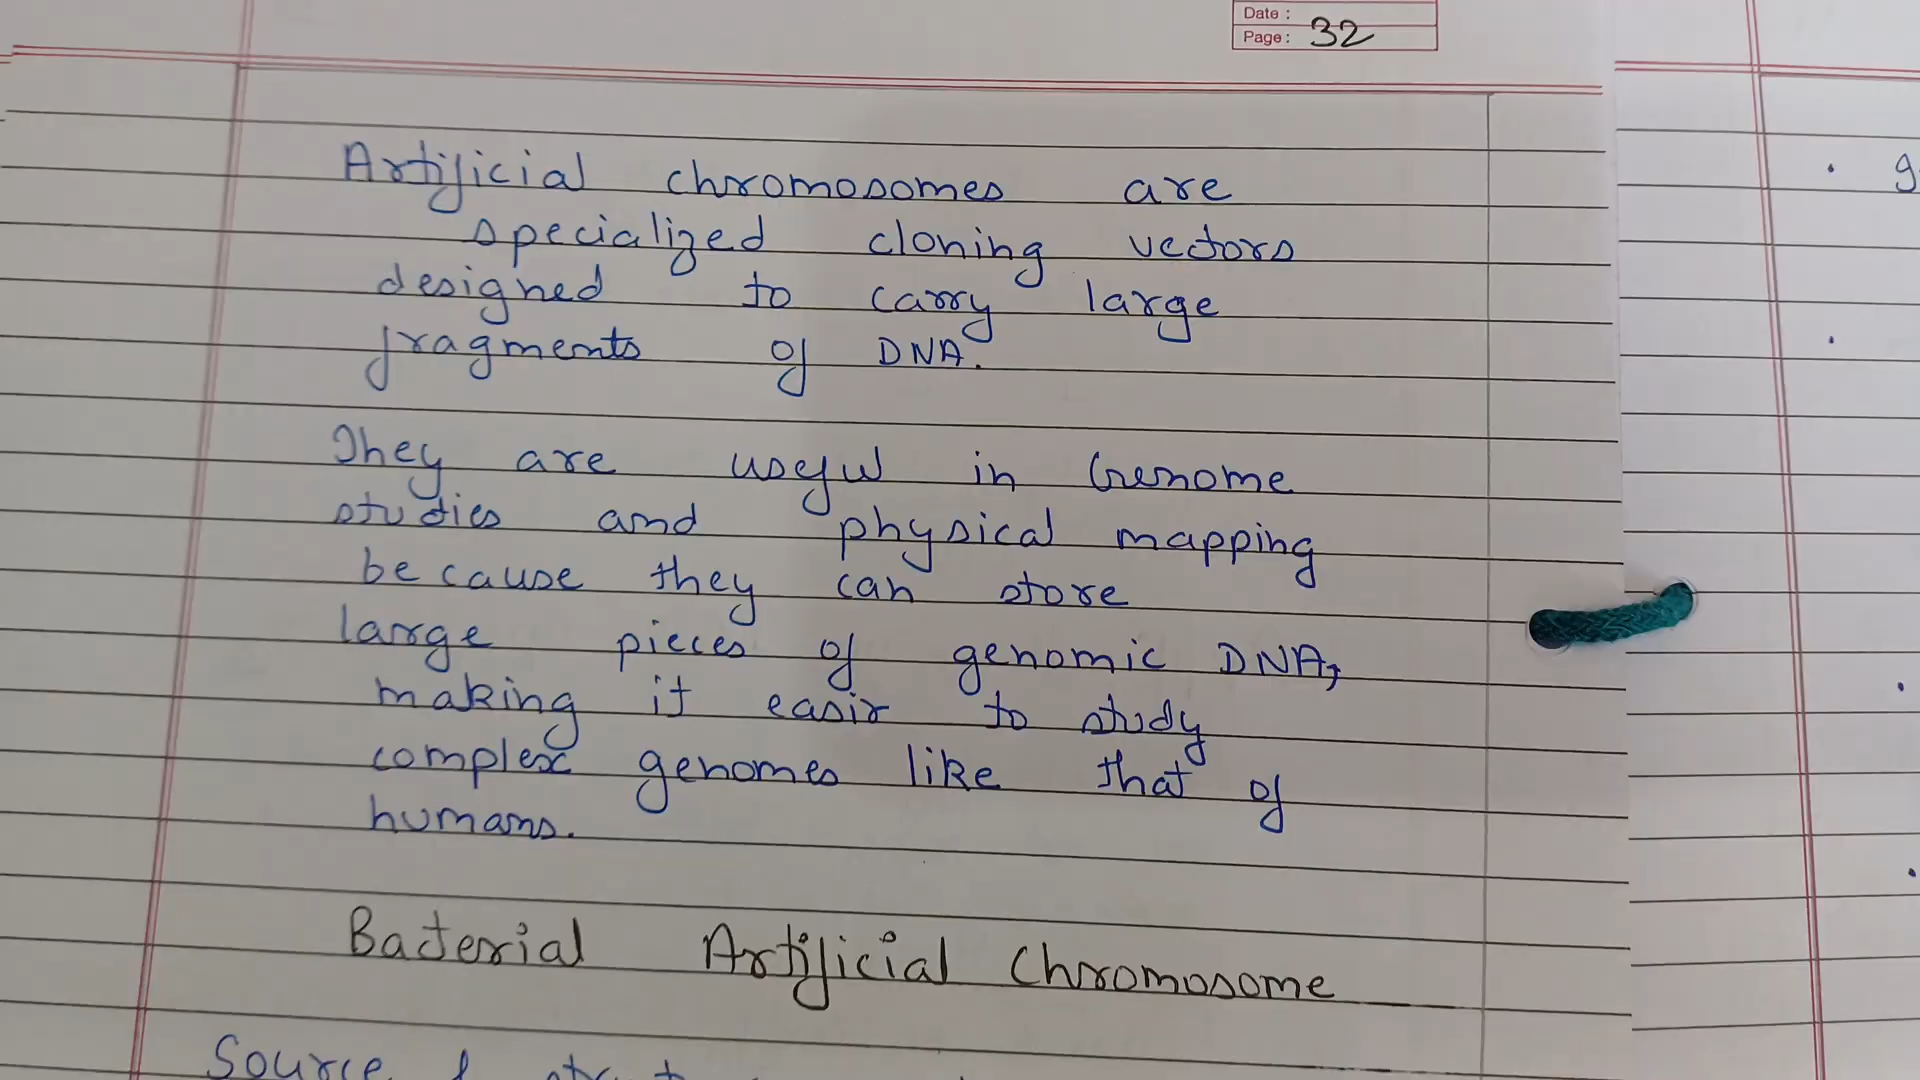 Date :
Page : 32
Artificial chromosomes are
specialized cloning vectors
designed to carry large
fragments of DNA.
They are useful in Genome
studies and physical mapping
because they can store
large pieces of genomic DNA,
making it easir to study
complex genomes like that of
humans.
Bacterial Artificial Chromosome
Source